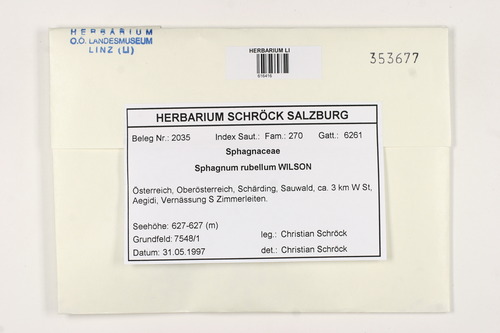 HERBARIUM
O.Ö. LANDESMUSEUM
LINZ (LI)
HERBARIUM LI
616416
353677
HERBARIUM SCHRÖCK SALZBURG
Beleg Nr.: 2035 Index Saut.: Fam.: 270 Gatt.: 6261
Sphagnaceae
Sphagnum rubellum WILSON
Österreich, Oberösterreich, Schärding, Sauwald, ca. 3 km W St,
Aegidi, Vernässung S Zimmerleiten.
Seehöhe: 627-627 (m)
Grundfeld: 7548/1 leg.: Christian Schröck
Datum: 31.05.1997 det.: Christian Schröck